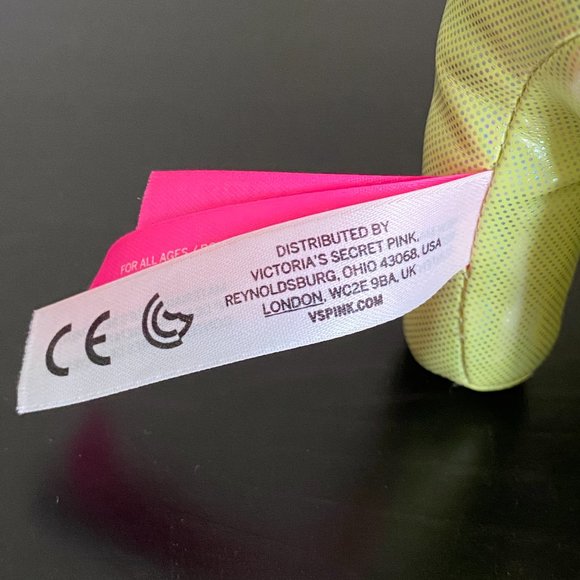 DISTRIBUTED BY
VICTORIA'S SECRET PINK,
REYNOLDSBURG, OHIO 43068, USA
LONDON, WC2E 9BA, UK
VSPINK.COM
CE
FOR ALL AGES /